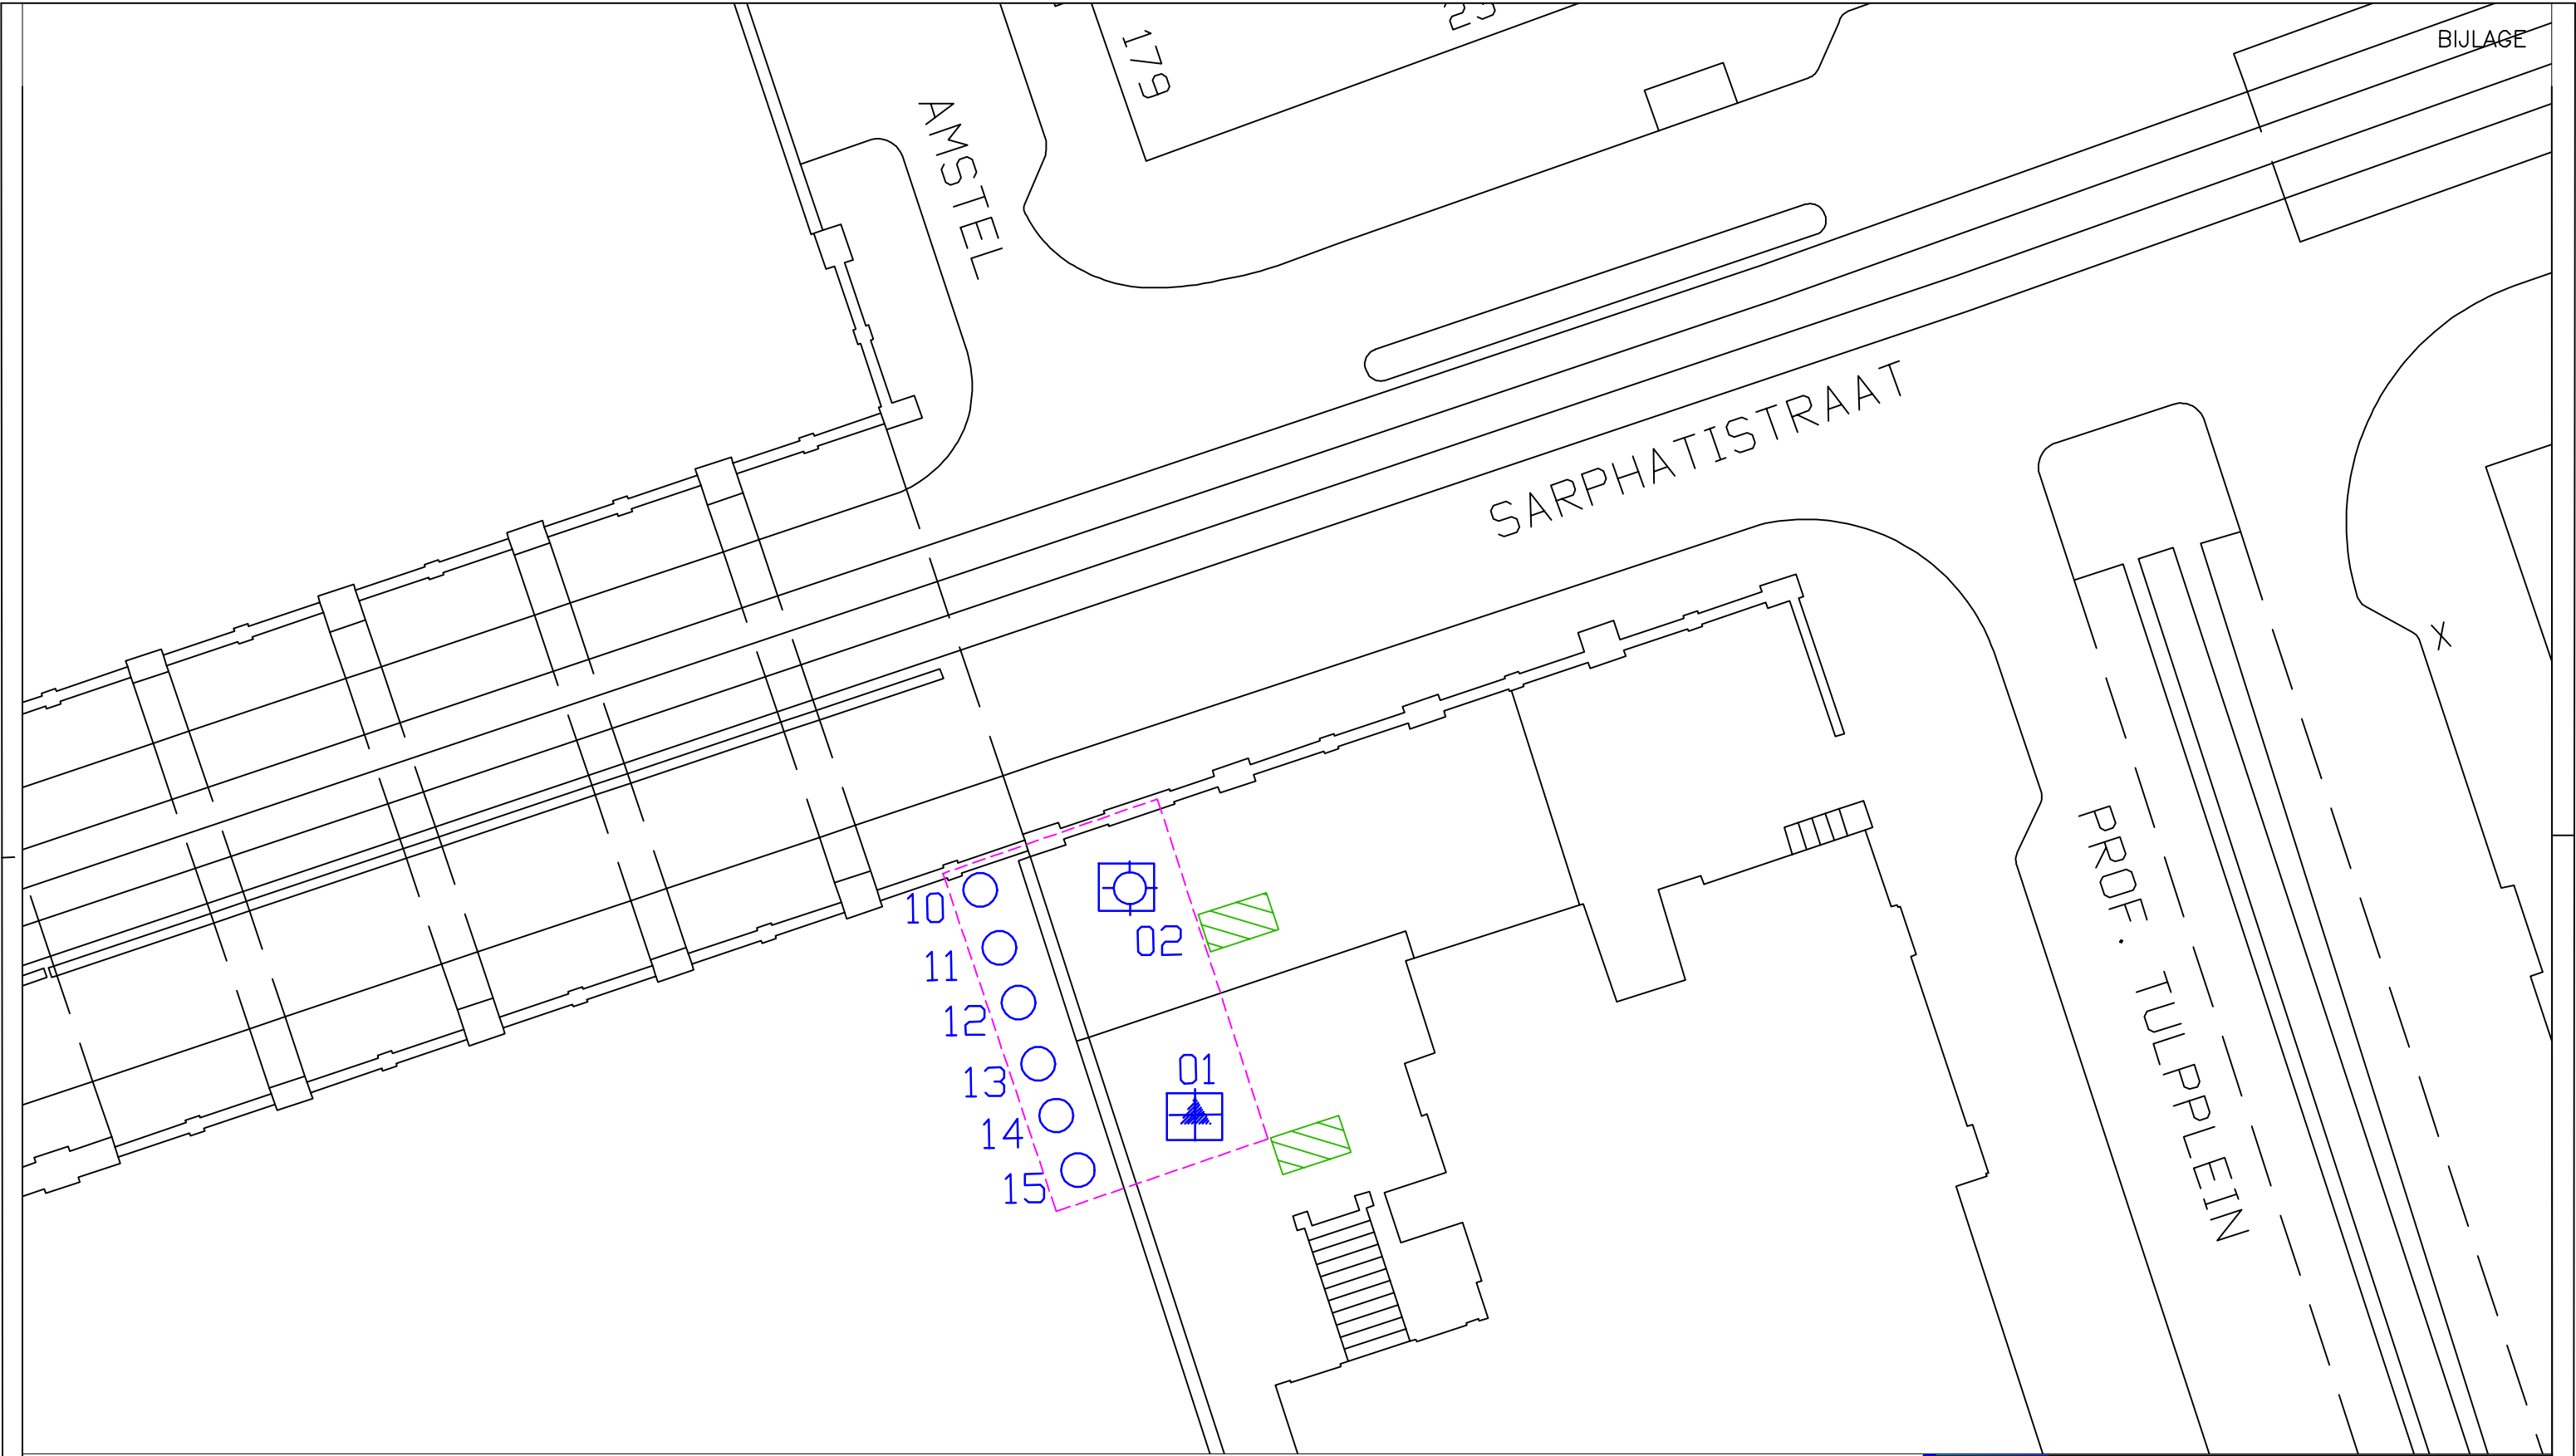 BIJLAGE
179
AMSTEL
SARPHATISTRAAT
X
PROF. TULPPLEIN
10
11
02
12
13
01
14
15